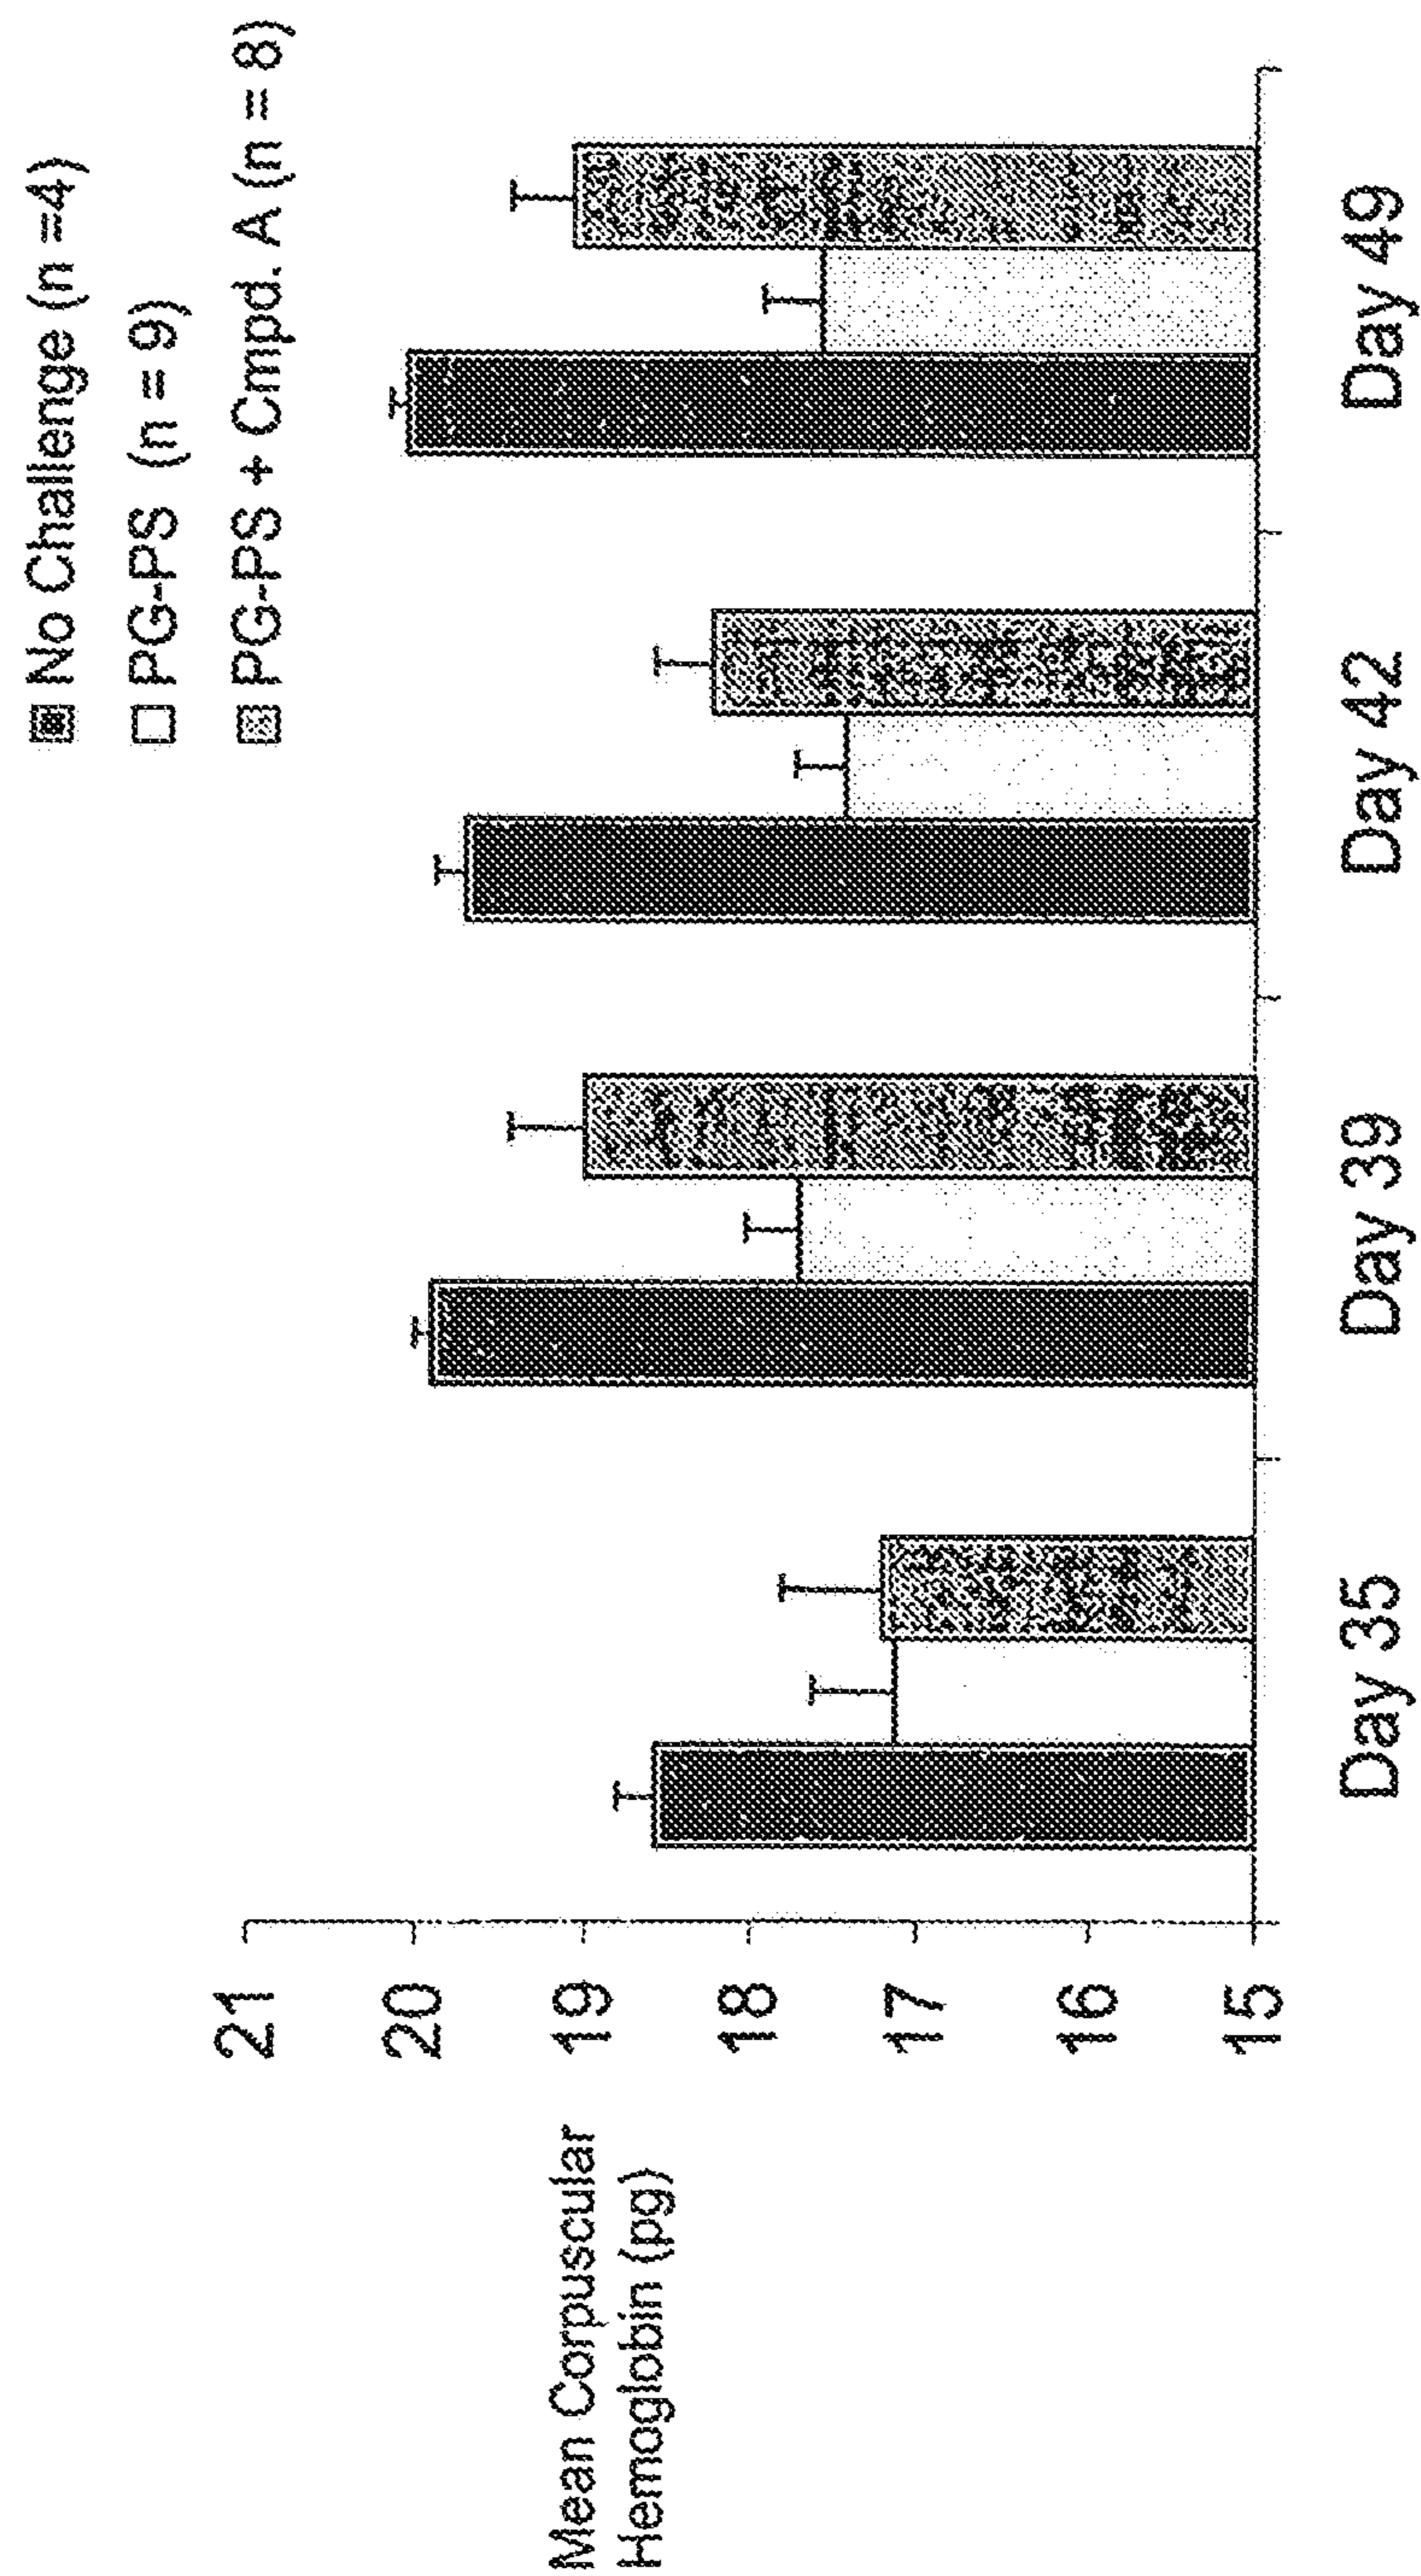 No Challenge (n =4)
PG-PS (n = 9)
PG-PS + Cmpd. A (n = 8)
Mean Corpuscular
Hemoglobin (pg)
21
20
19
18
17
16
15
Day 35
Day 39
Day 42
Day 49